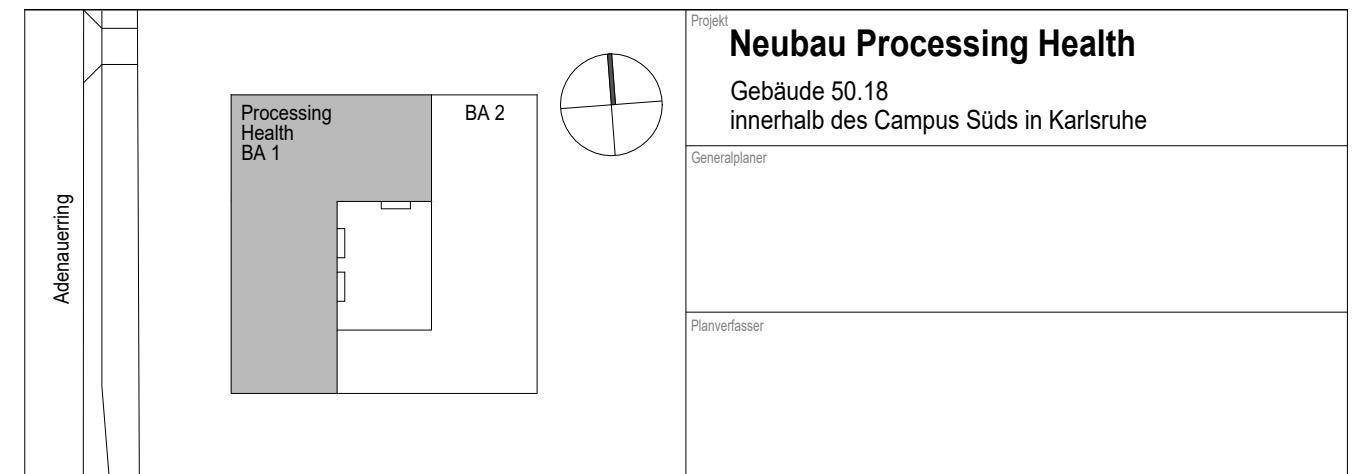 Adenauerring
Processing
Health
BA 1
BA 2
Projekt
Neubau Processing Health
Gebäude 50.18
innerhalb des Campus Süds in Karlsruhe
Generalplaner
Planverfasser